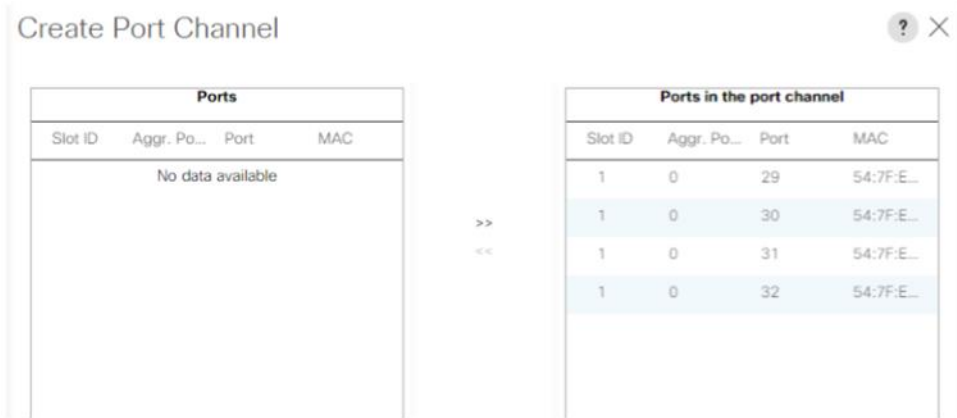 Create Port Channel ? ×
Ports
Slot ID Aggr. Po... Port MAC
No data available
>>
<<
Ports in the port channel
Slot ID Aggr. Po... Port MAC
1 0 29 54:7F:E...
1 0 30 54:7F:E...
1 0 31 54:7F:E...
1 0 32 54:7F:E...